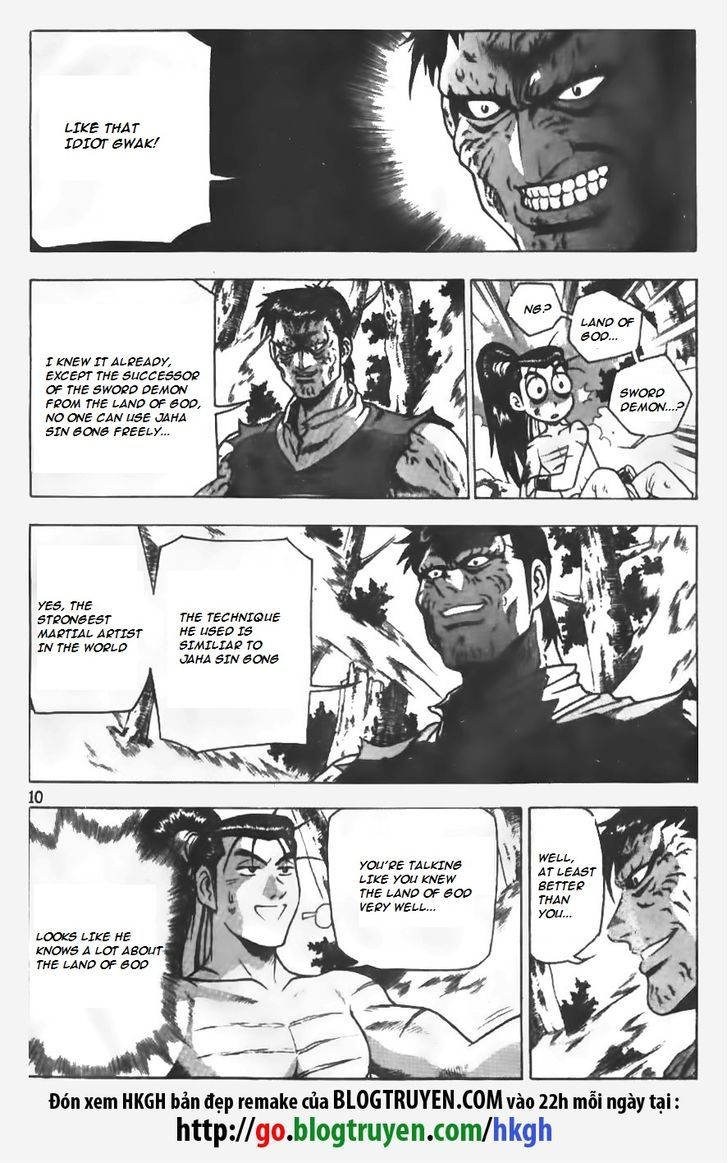 LIKE THAT
IDIOT GWAK!
I KNEW IT ALREADY,
EXCEPT THE SUCCESSOR
OF THE SWORD DEMON
FROM THE LAND OF GOD,
NO ONE CAN USE JAHA
SIN GONG FREELY...
NG?
LAND OF
GOD...
SWORD
DEMON...?
YES, THE
STRONGEST
MARTIAL ARTIST
IN THE WORLD
THE TECHNIQUE
HE USED IS
SIMILIAR TO
JAHA SIN GONG
10
LOOKS LIKE HE
KNOWS A LOT ABOUT
THE LAND OF GOD
YOU'RE TALKING
LIKE YOU KNEW
THE LAND OF GOD
VERY WELL...
WELL,
AT LEAST
BETTER
THAN
YOU...
Đón xem HKGH bản đẹp remake của BLOGTRUYEN.COM vào 22h mỗi ngày tại :
http://go.blogtruyen.com/hkgh